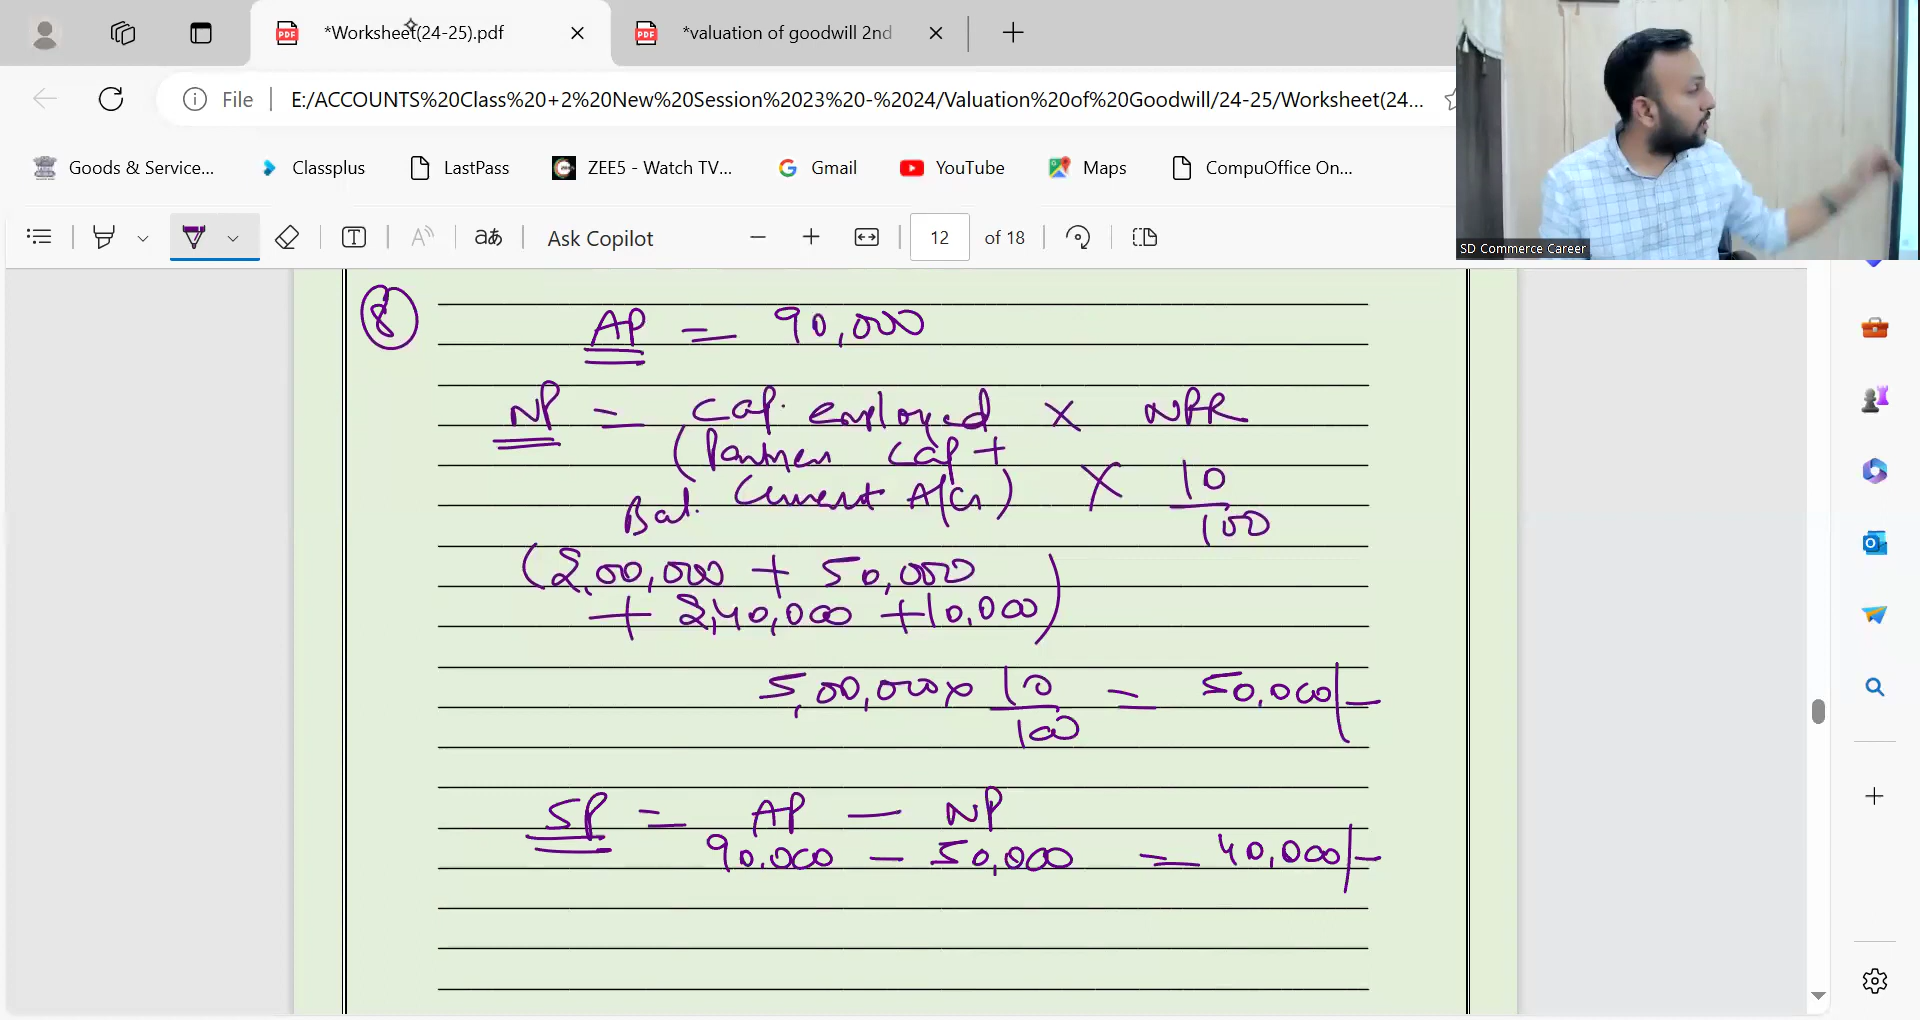 *Worksheet(24-25).pdf
*valuation of goodwill 2nd
File
E:/ACCOUNTS%20Class%20+2%20New%20Session%2023%20-%2024/Valuation%20of%20Goodwill/24-25/Worksheet(24...
Goods & Service...
Classplus
LastPass
ZEE5 - Watch TV...
Gmail
YouTube
Maps
CompuOffice On...
Ask Copilot
12 of 18
SD Commerce Career
8
AP = 90,000
NP = Cap. employed × NRR
(Partner Cap +
Bal. Current A/Cr) × 10/100
(2,00,000 + 50,000
+ 2,40,000 + 10,000)
5,00,000 × 10/100 = 50,000/-
SP = AP - NP
90.000 - 50,000 = 40,000/-